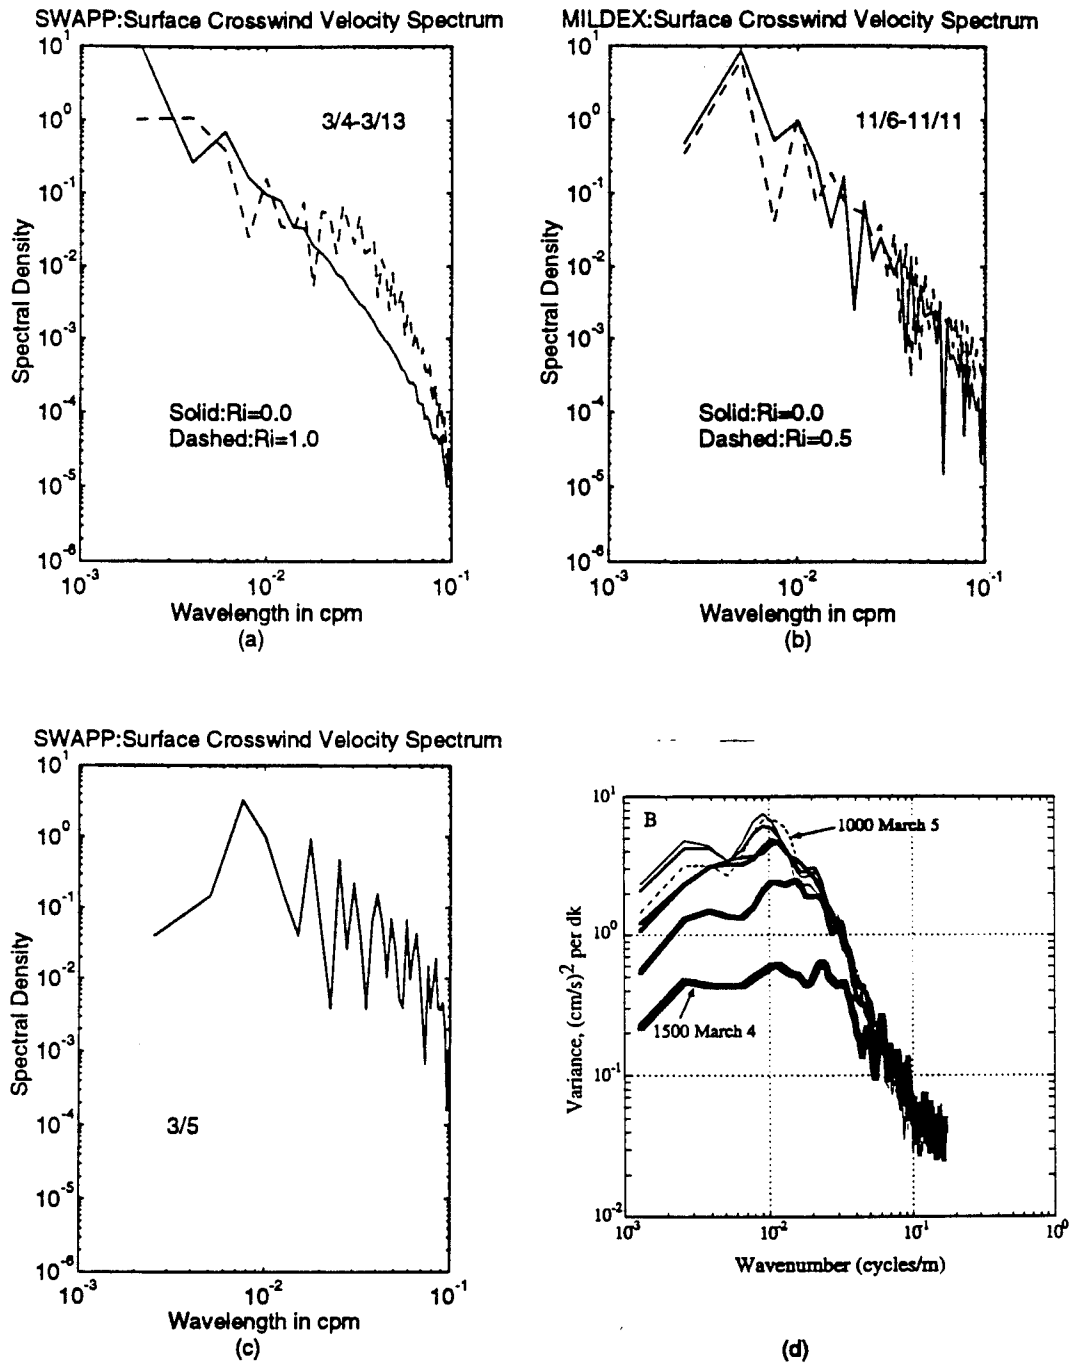 SWAPP:Surface Crosswind Velocity Spectrum
10^1
10^0
10^-1
10^-2
10^-3
10^-4
10^-5
10^-6
Spectral Density
3/4-3/13
Solid:Ri=0.0
Dashed:Ri=1.0
10^-3 10^-2 10^-1
Wavelength in cpm
(a)
MILDEX:Surface Crosswind Velocity Spectrum
10^1
10^0
10^-1
10^-2
10^-3
10^-4
10^-5
10^-6
Spectral Density
11/6-11/11
Solid:Ri=0.0
Dashed:Ri=0.5
10^-3 10^-2 10^-1
Wavelength in cpm
(b)
SWAPP:Surface Crosswind Velocity Spectrum
10^1
10^0
10^-1
10^-2
10^-3
10^-4
10^-5
10^-6
Spectral Density
3/5
10^-3 10^-2 10^-1
Wavelength in cpm
(c)
10^1
10^0
10^-1
10^-2
Variance, (cm/s)^2 per dk
B
1000 March 5
1500 March 4
10^-3 10^-2 10^-1 10^0
Wavenumber (cycles/m)
(d)